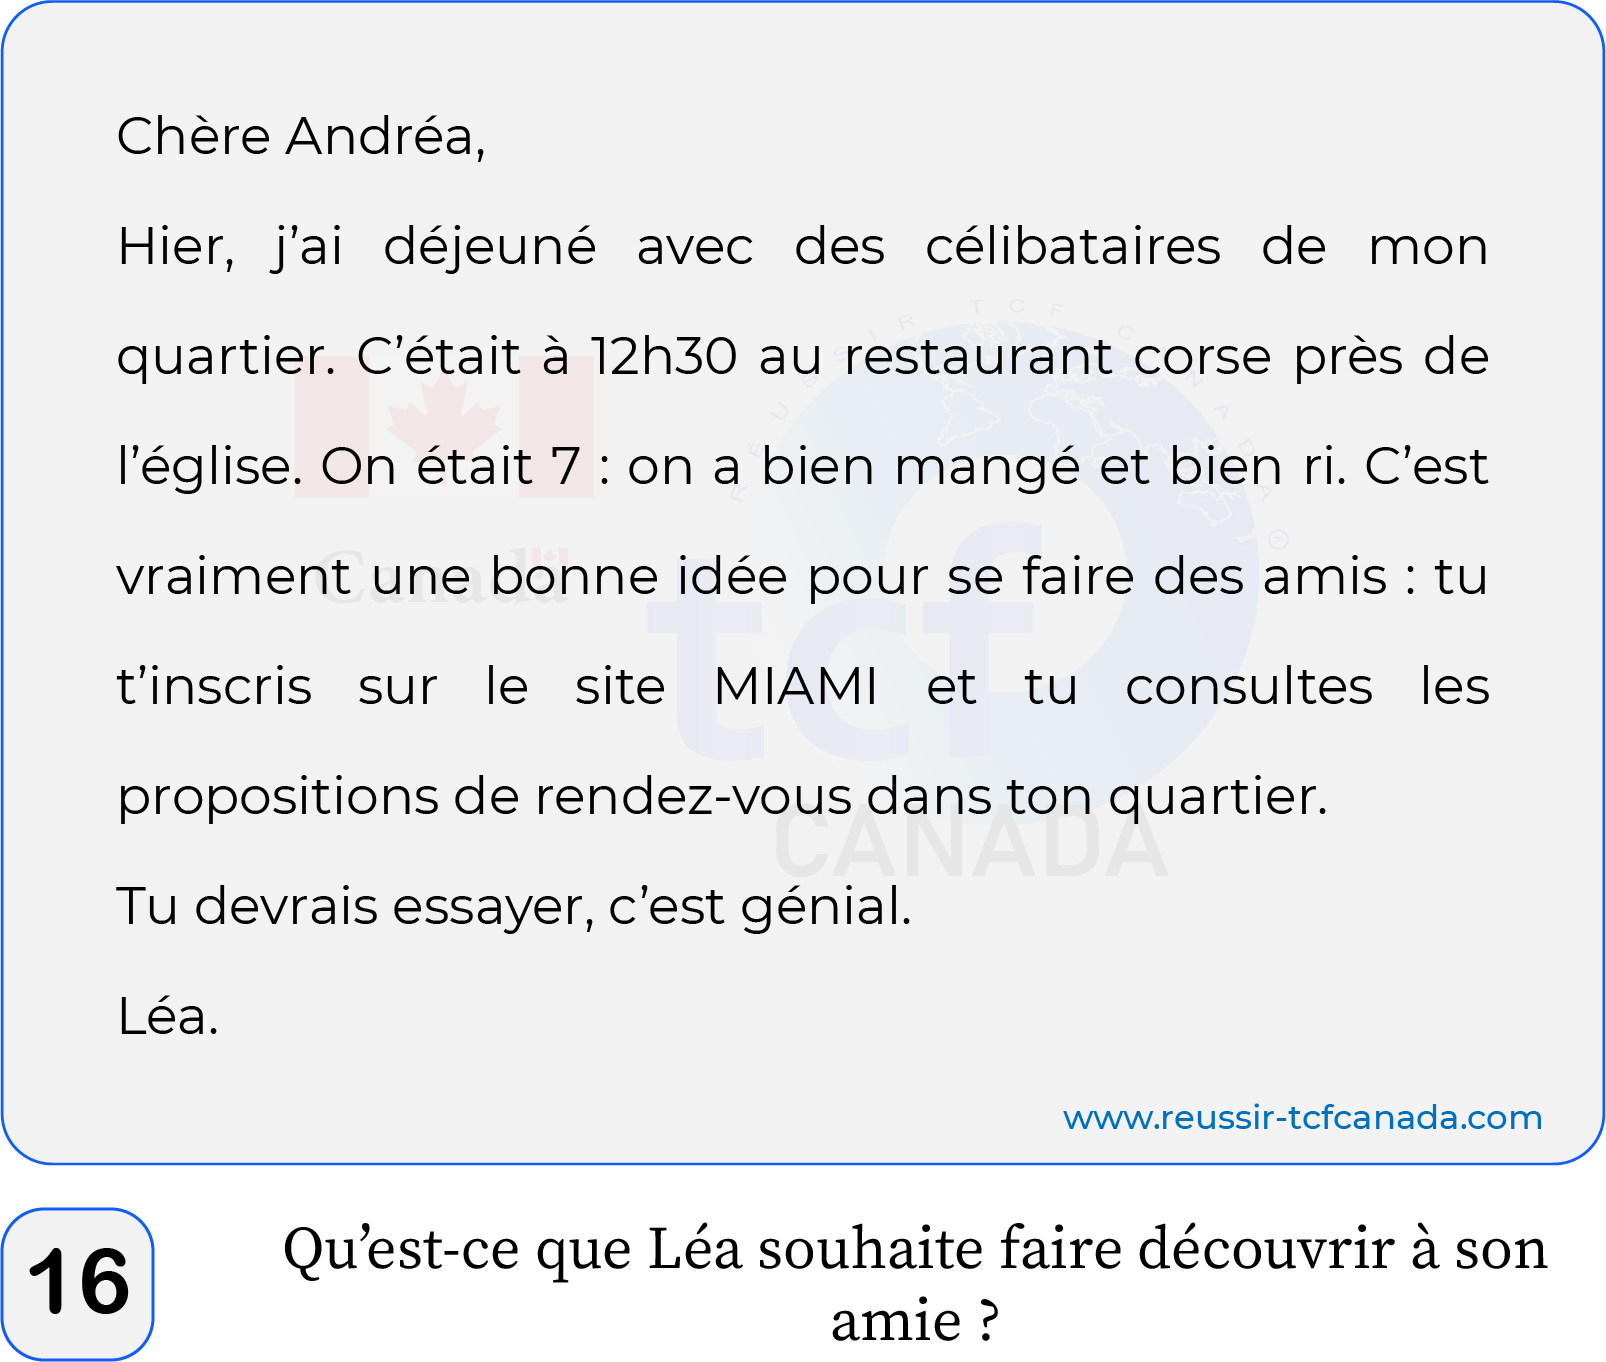 Chère Andréa,
Hier, j'ai déjeuné avec des célibataires de mon
quartier. C'était à 12h30 au restaurant corse près de
l'église. On était 7 : on a bien mangé et bien ri. C'est
vraiment une bonne idée pour se faire des amis : tu
t'inscris sur le site MIAMI et tu consultes les
propositions de rendez-vous dans ton quartier.
Tu devrais essayer, c'est génial.
Léa.
RÉUSSIR TCF CANADA ®
Canada
tcf
CANADA
www.reussir-tcfcanada.com
16
Qu'est-ce que Léa souhaite faire découvrir à son
amie ?